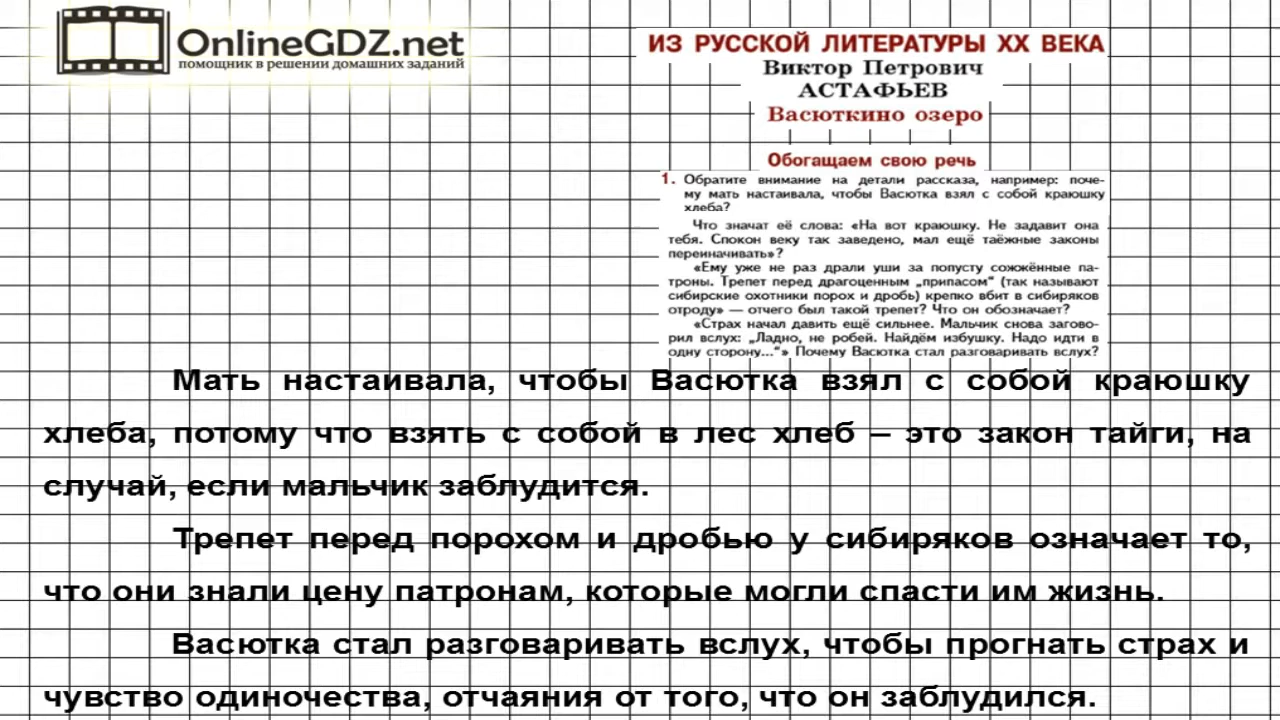 OnlineGDZ.net
помощник в решении домашних заданий
ИЗ РУССКОЙ ЛИТЕРАТУРЫ XX ВЕКА
Виктор Петрович
АСТАФЬЕВ
Васюткино озеро
Обогащаем свою речь
1. Обратите внимание на детали рассказа, например: поче-
му мать настаивала, чтобы Васютка взял с собой краюшку
хлеба?
Что значат её слова: «На вот краюшку. Не задавит она
тебя. Спокон веку так заведено, мал ещё таёжные законы
переиначивать»?
«Ему уже не раз драли уши за попусту сожжённые па-
троны. Трепет перед драгоценным „припасом“ (так называют
сибирские охотники порох и дробь) крепко вбит в сибиряков
отроду» — отчего был такой трепет? Что он обозначает?
«Страх начал давить ещё сильнее. Мальчик снова загово-
рил вслух: „Ладно, не робей. Найдём избушку. Надо идти в
одну сторону...“» Почему Васютка стал разговаривать вслух?
Мать настаивала, чтобы Васютка взял с собой краюшку
хлеба, потому что взять с собой в лес хлеб – это закон тайги, на
случай, если мальчик заблудится.
Трепет перед порохом и дробью у сибиряков означает то,
что они знали цену патронам, которые могли спасти им жизнь.
Васютка стал разговаривать вслух, чтобы прогнать страх и
чувство одиночества, отчаяния от того, что он заблудился.